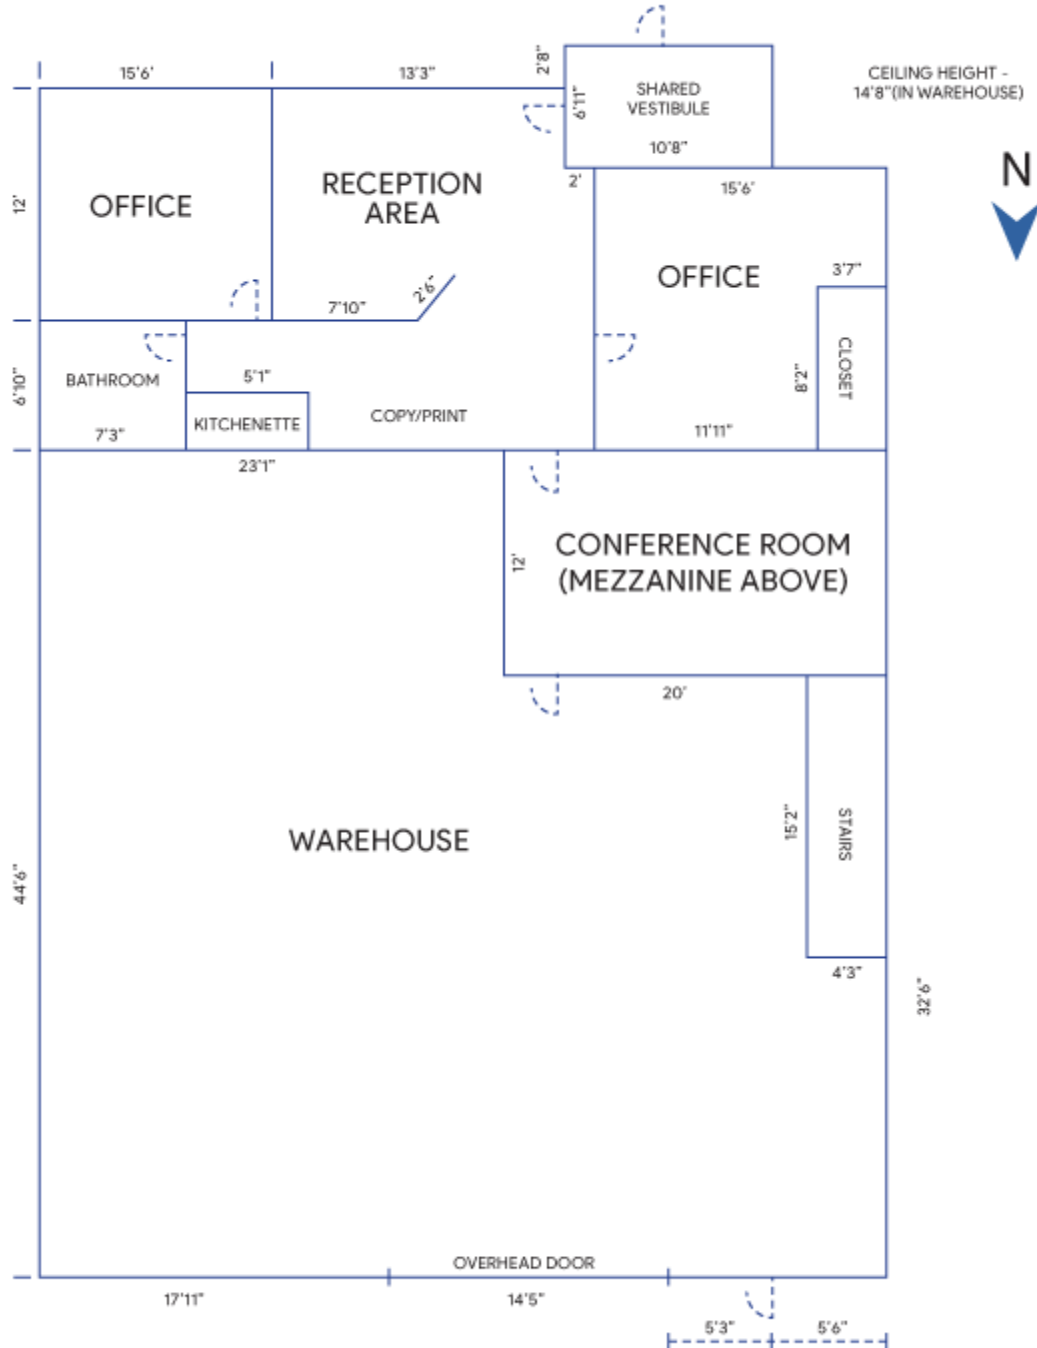 15'6'
13'3"
2'8"
6'11"
SHARED
VESTIBULE
10'8"
CEILING HEIGHT -
14'8"(IN WAREHOUSE)
N
12'
OFFICE
RECEPTION
AREA
2'
15'6'
OFFICE
3'7"
7'10"
2'6"
6'10"
BATHROOM
7'3"
5'1"
KITCHENETTE
COPY/PRINT
8'2"
CLOSET
11'11"
23'1"
12'
CONFERENCE ROOM
(MEZZANINE ABOVE)
20'
WAREHOUSE
15'2"
STAIRS
4'3"
44'6"
32'6"
OVERHEAD DOOR
17'11"
14'5"
5'3"
5'6"